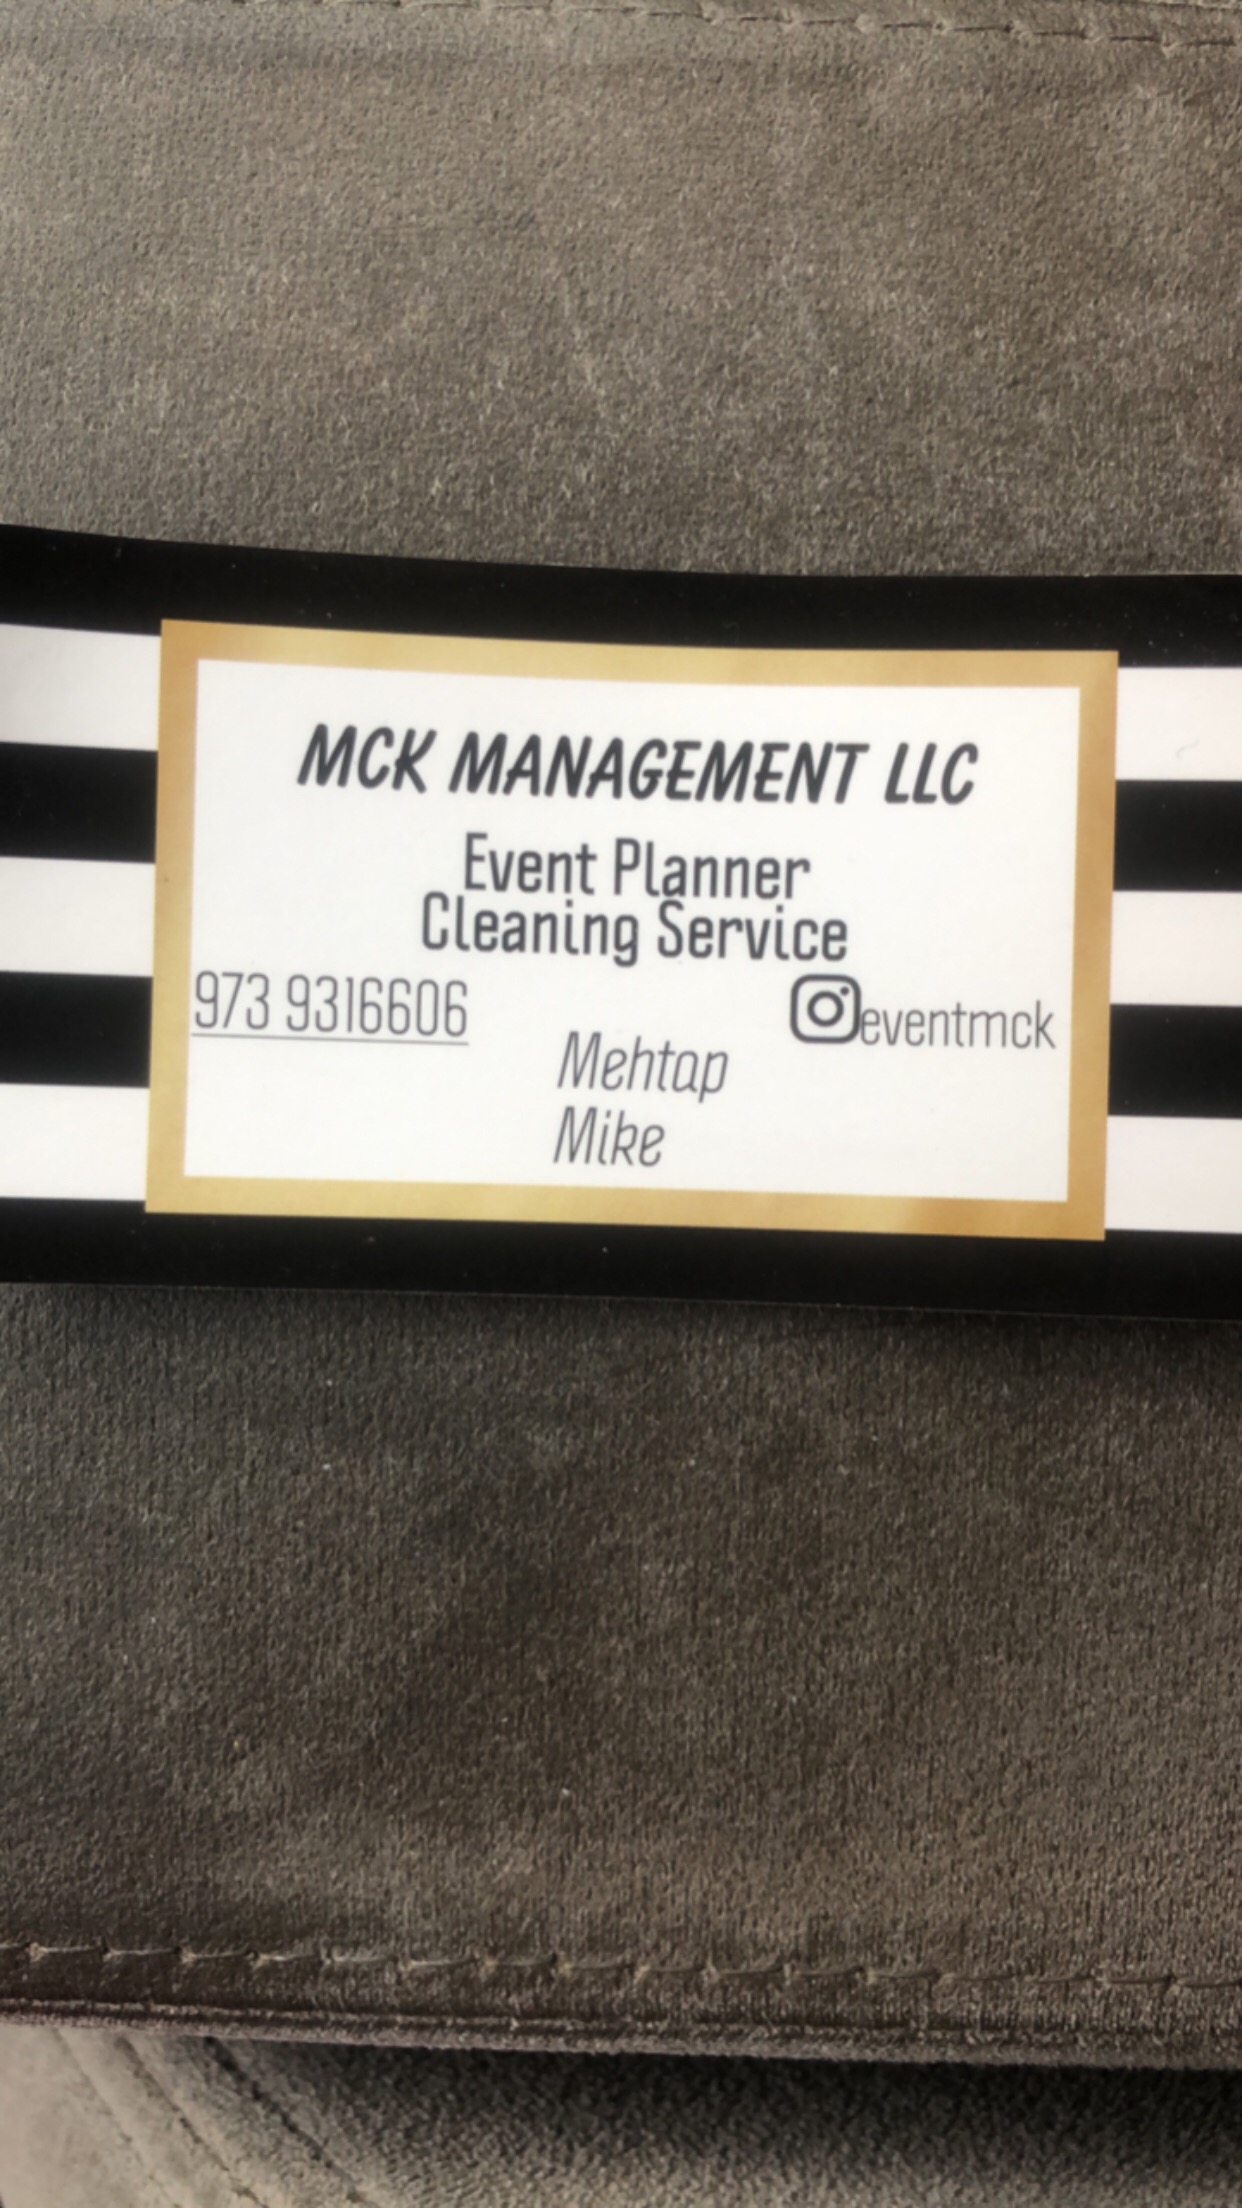 MCK MANAGEMENT LLC
Event Planner
Cleaning Service
973 9316606
eventmck
Mehtap
Mike